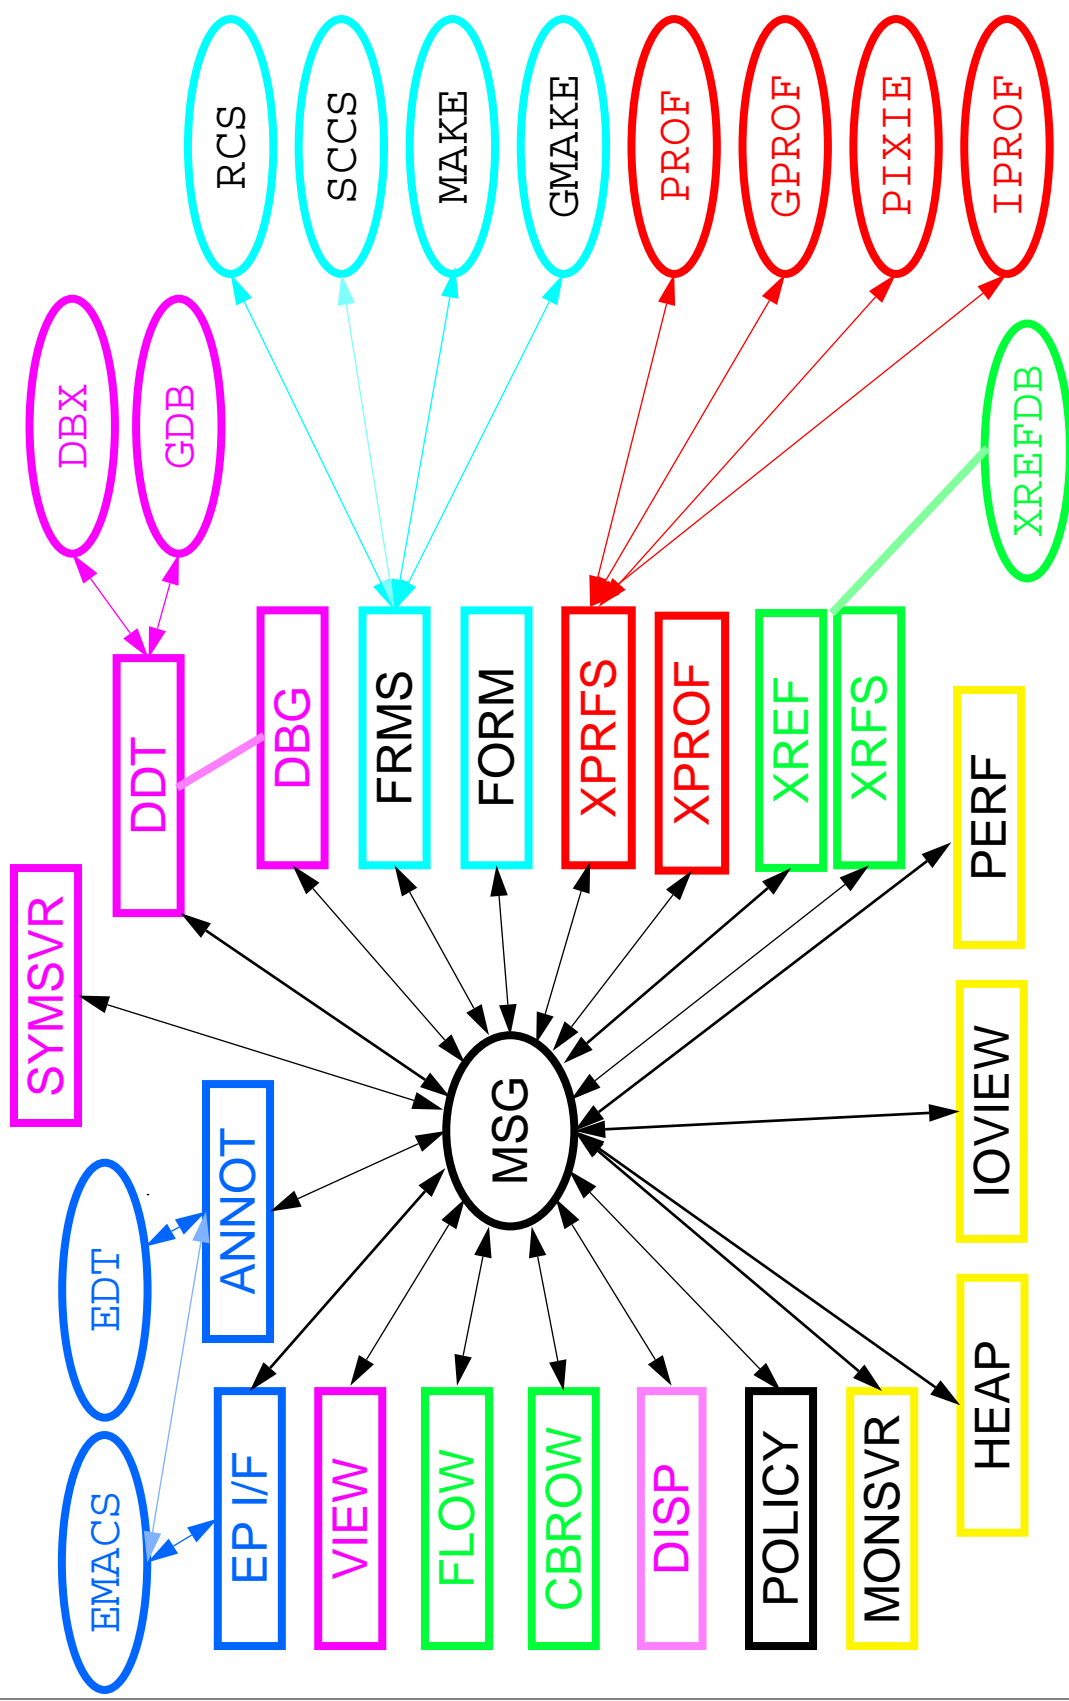 EMACS
EDT
SYMSVR
DBX
EP I/F
ANNOT
DDT
GDB
VIEW
DBG
RCS
FLOW
FRMS
SCCS
CBROW
MSG
FORM
MAKE
DISP
XPRFS
GMAKE
POLICY
XPROF
PROF
MONSVR
XREF
GPROF
XRFS
PIXIE
HEAP
IOVIEW
PERF
XREFDB
IPROF